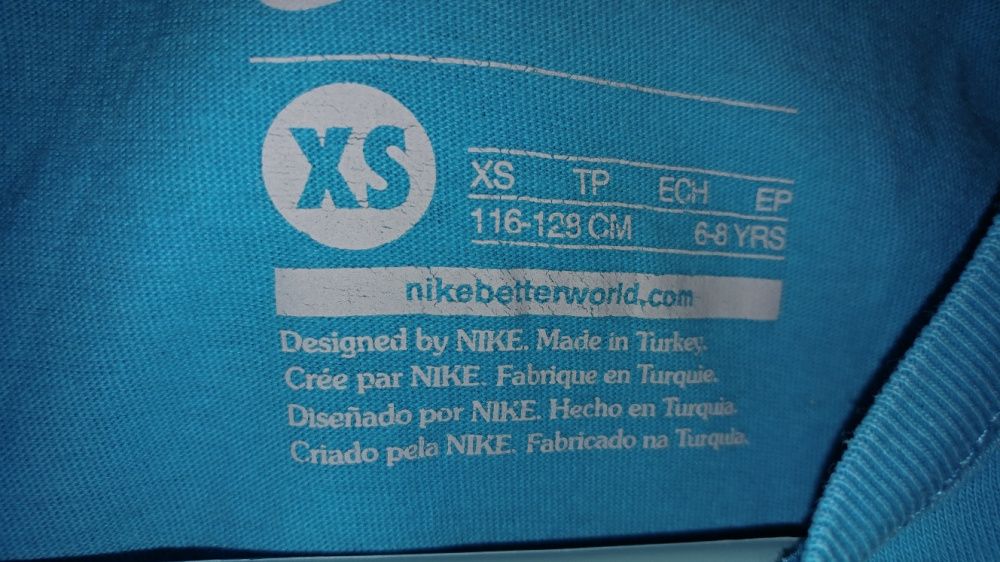 XS
XS TP ECH EP
116-128 CM 6-8 YRS
nikebetterworld.com
Designed by NIKE. Made in Turkey.
Crée par NIKE. Fabrique en Turquie.
Diseñado por NIKE. Hecho en Turquia.
Criado pela NIKE. Fabricado na Turquia.